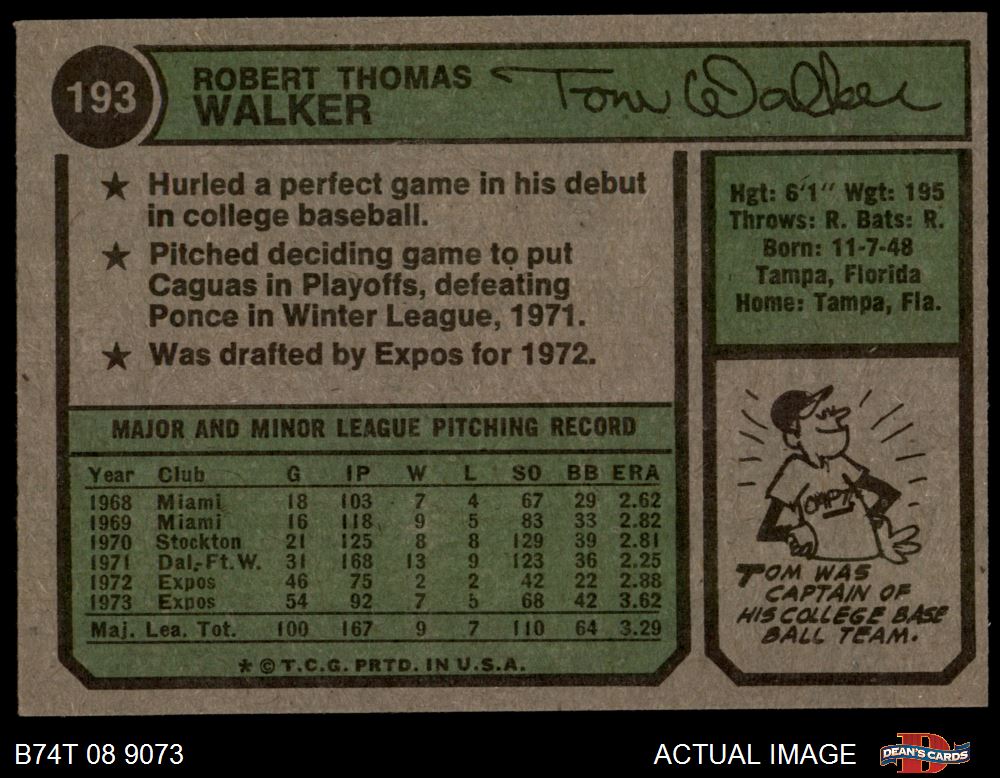 193
ROBERT THOMAS
WALKER
Tom Walker
★ Hurled a perfect game in his debut
in college baseball.
★ Pitched deciding game to put
Caguas in Playoffs, defeating
Ponce in Winter League, 1971.
★ Was drafted by Expos for 1972.
Hgt: 6'1" Wgt: 195
Throws: R. Bats: R.
Born: 11-7-48
Tampa, Florida
Home: Tampa, Fla.
MAJOR AND MINOR LEAGUE PITCHING RECORD
Year Club G IP W L SO BB ERA
1968 Miami 18 103 7 4 67 29 2.62
1969 Miami 16 118 9 5 83 33 2.82
1970 Stockton 21 125 8 8 129 39 2.81
1971 Dal.-Ft.W. 31 168 13 9 123 36 2.25
1972 Expos 46 75 2 2 42 22 2.88
1973 Expos 54 92 7 5 68 42 3.62
Maj. Lea. Tot. 100 167 9 7 110 64 3.29
* © T.C.G. PRTD. IN U.S.A.
CAPT.
TOM WAS
CAPTAIN OF
HIS COLLEGE BASE
BALL TEAM.
B74T 08 9073
ACTUAL IMAGE
D
DEAN'S CARDS